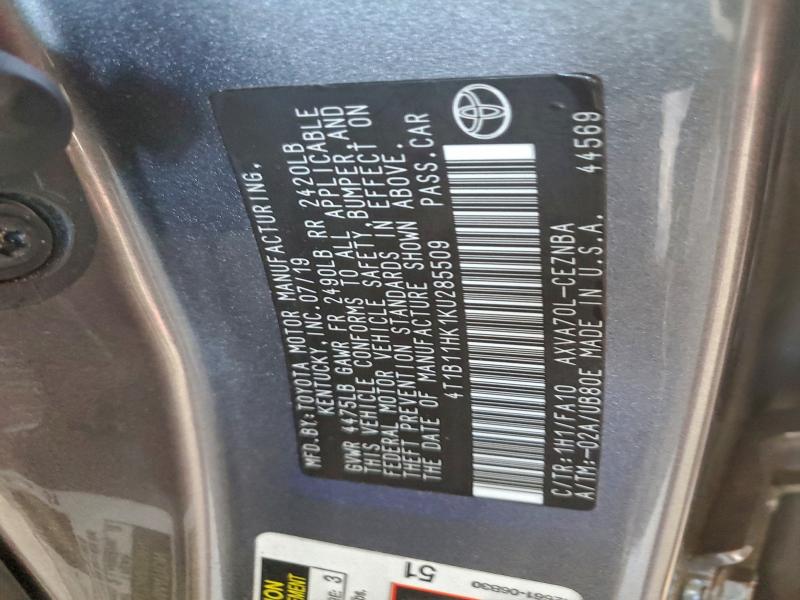 MFD.BY:TOYOTA MOTOR MANUFACTURING,
KENTUCKY, INC. 07/19
GVWR 4475LB GAWR FR 2490LB RR 2420LB
THIS VEHICLE CONFORMS TO ALL APPLICABLE
FEDERAL MOTOR VEHICLE SAFETY, BUMPER, AND
THEFT PREVENTION STANDARDS IN EFFECT ON
THE DATE OF MANUFACTURE SHOWN ABOVE.
4T1B11HK1KU285509 PASS.CAR
C/TR:1H1/FA10 AXVA70L-CEZNBA
A/TM:-02A/UB80E MADE IN U.S.A. 44569
51